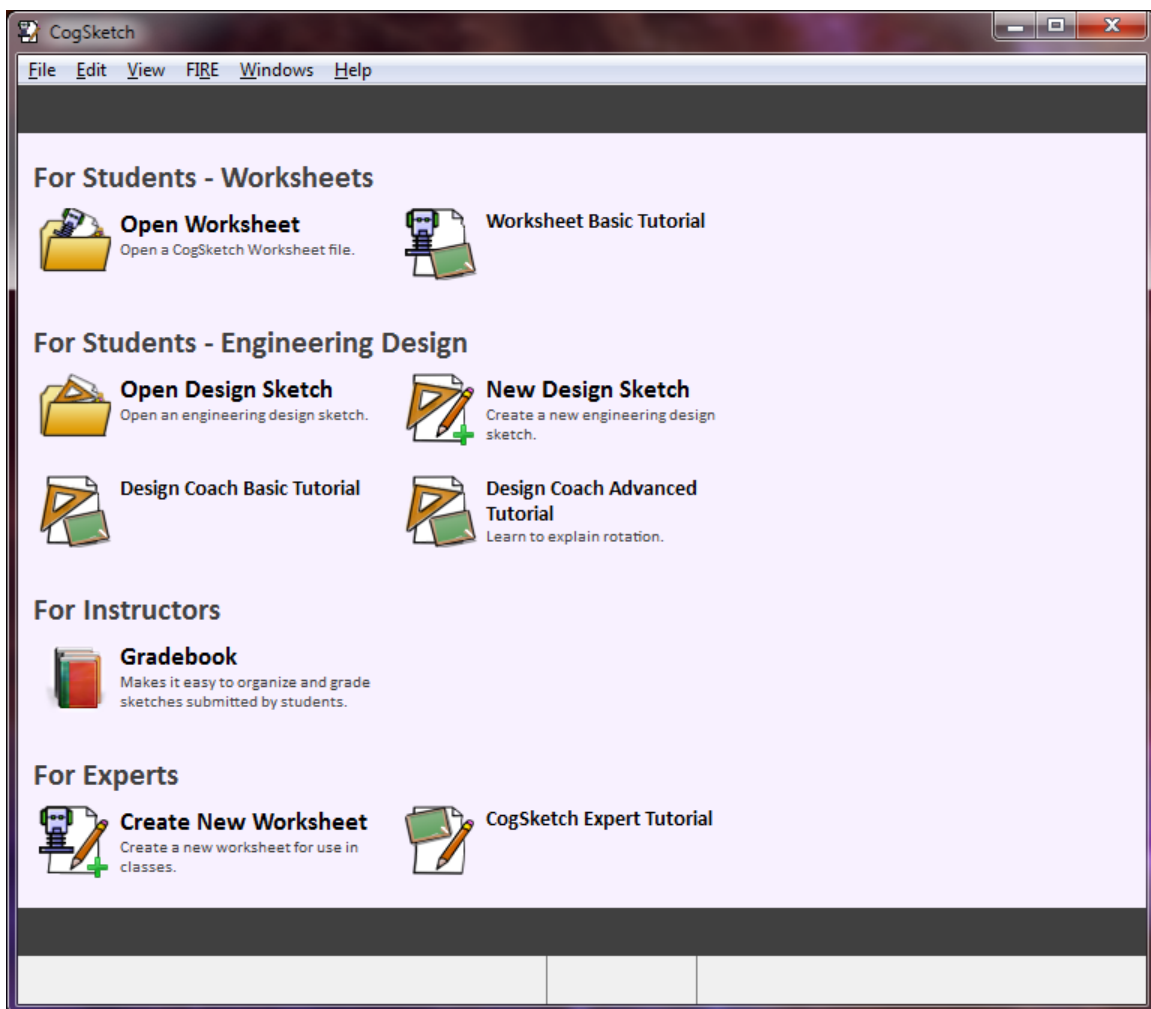 CogSketch
File Edit View FIRE Windows Help
For Students - Worksheets
Open Worksheet
Open a CogSketch Worksheet file.
Worksheet Basic Tutorial
For Students - Engineering Design
Open Design Sketch
Open an engineering design sketch.
New Design Sketch
Create a new engineering design
sketch.
Design Coach Basic Tutorial
Design Coach Advanced
Tutorial
Learn to explain rotation.
For Instructors
Gradebook
Makes it easy to organize and grade
sketches submitted by students.
For Experts
Create New Worksheet
Create a new worksheet for use in
classes.
CogSketch Expert Tutorial